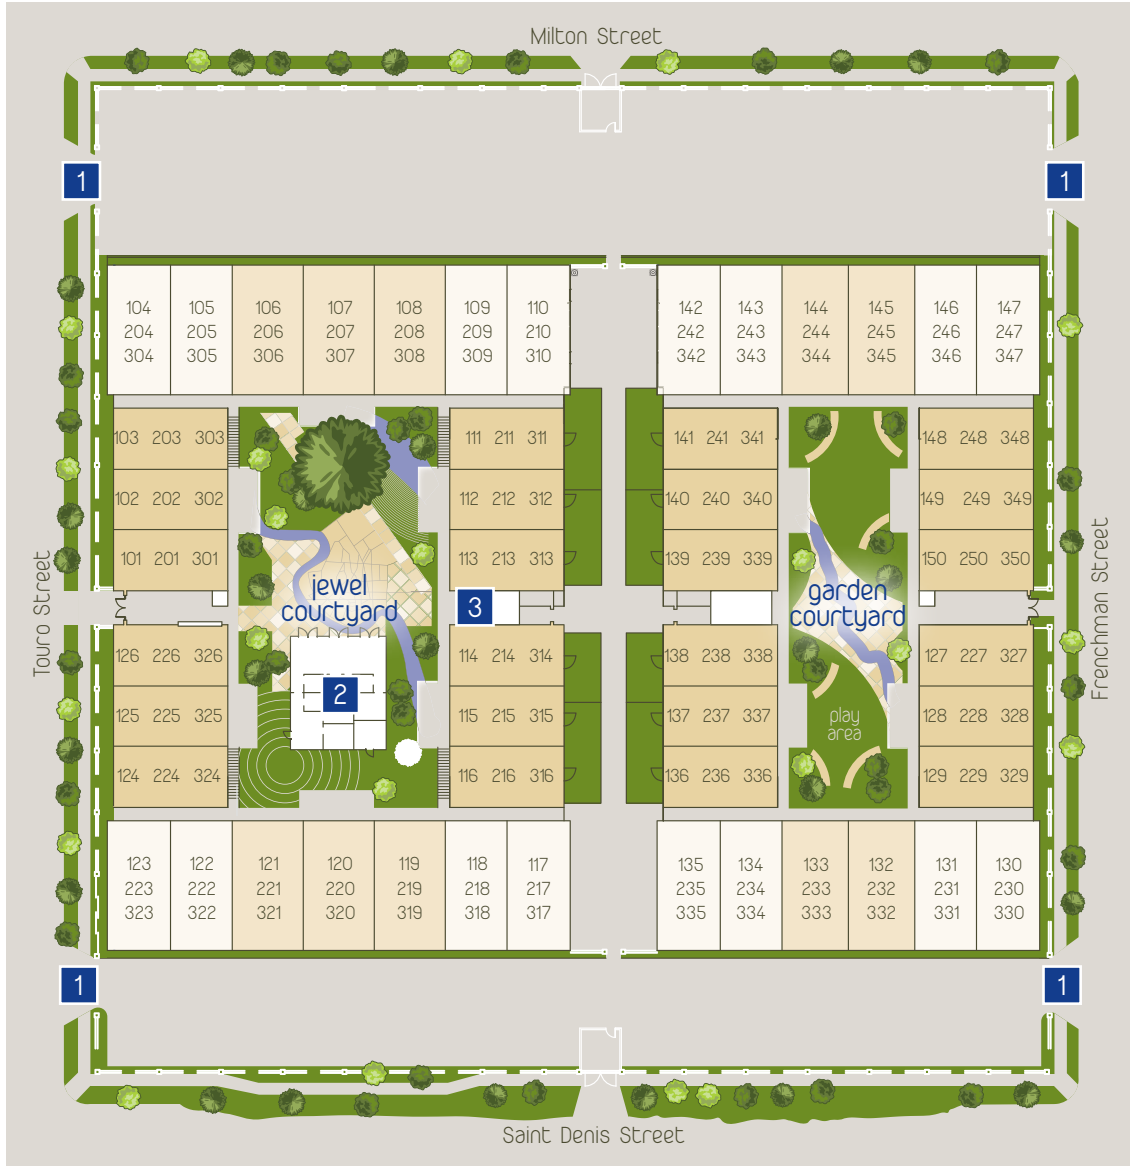 Milton Street
1
1
104 105 106 107 108 109 110 142 143 144 145 146 147
204 205 206 207 208 209 210 242 243 244 245 246 247
304 305 306 307 308 309 310 342 343 344 345 346 347
103 203 303
111 211 311
141 241 341
148 248 348
102 202 302
112 212 312
140 240 340
149 249 349
101 201 301
113 213 313
139 239 339
150 250 350
Touro Street
jewel
courtyard
3
garden
courtyard
Frenchman Street
126 226 326
114 214 314
138 238 338
127 227 327
2
125 225 325
115 215 315
137 237 337
play
area
128 228 328
124 224 324
116 216 316
136 236 336
129 229 329
123 122 121 120 119 118 117 135 134 133 132 131 130
223 222 221 220 219 218 217 235 234 233 232 231 230
323 322 321 320 319 318 317 335 334 333 332 331 330
1
1
Saint Denis Street